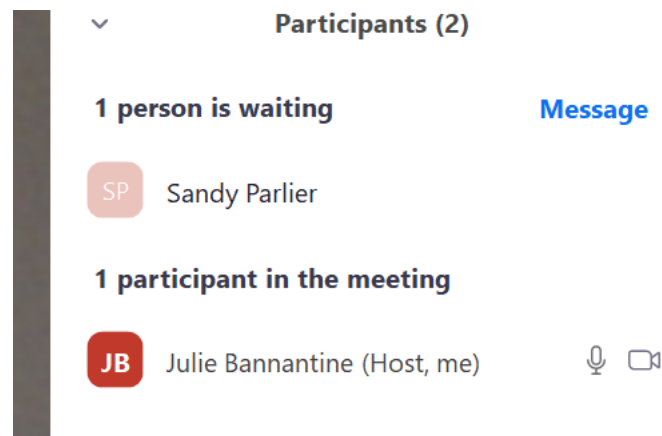 Participants (2)
1 person is waiting Message
SP Sandy Parlier
1 participant in the meeting
JB Julie Bannantine (Host, me)